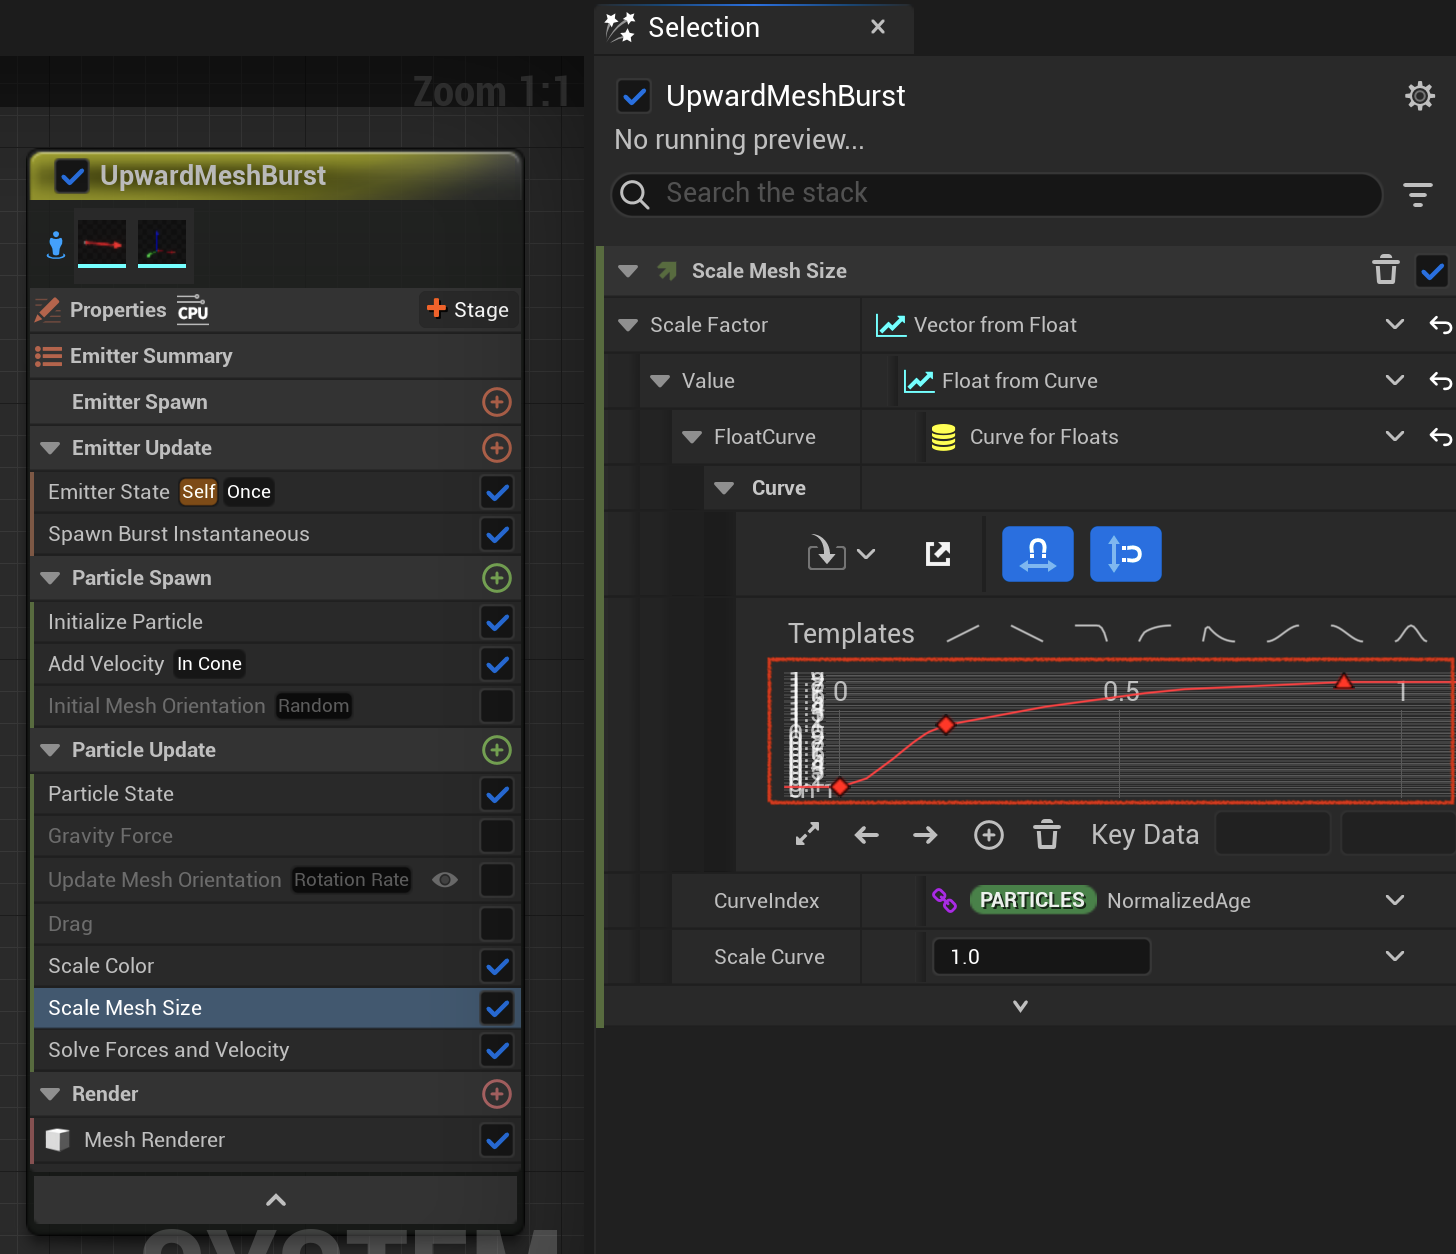 Selection
Zoom 1:1
UpwardMeshBurst
No running preview...
Search the stack
UpwardMeshBurst
Properties CPU Stage
Emitter Summary
Emitter Spawn
Emitter Update
Emitter State Self Once
Spawn Burst Instantaneous
Particle Spawn
Initialize Particle
Add Velocity In Cone
Initial Mesh Orientation Random
Particle Update
Particle State
Gravity Force
Update Mesh Orientation Rotation Rate
Drag
Scale Color
Scale Mesh Size
Solve Forces and Velocity
Render
Mesh Renderer
Scale Mesh Size
Scale Factor Vector from Float
Value Float from Curve
FloatCurve Curve for Floats
Curve
Templates
0 0.5 1
Key Data
CurveIndex PARTICLES NormalizedAge
Scale Curve 1.0